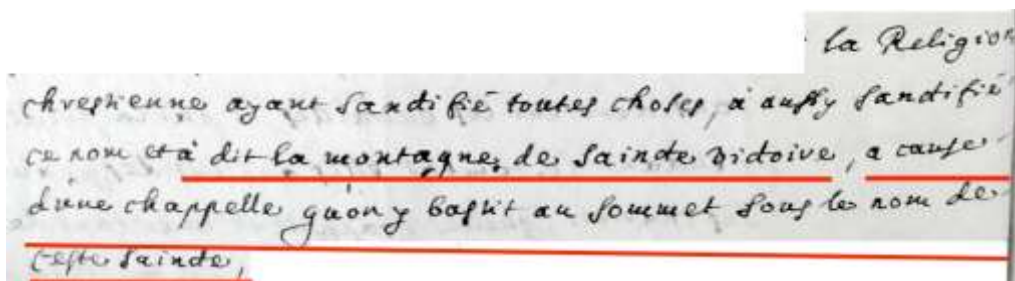 la Religion
chrestienne ayant sanctifié toutes choses, à aussy sanctifié
ce nom et à dit la montagne de sainte victoire, a cause
d'une chappelle qu'on y bastit au sommet sous le nom de
ceste sainte,